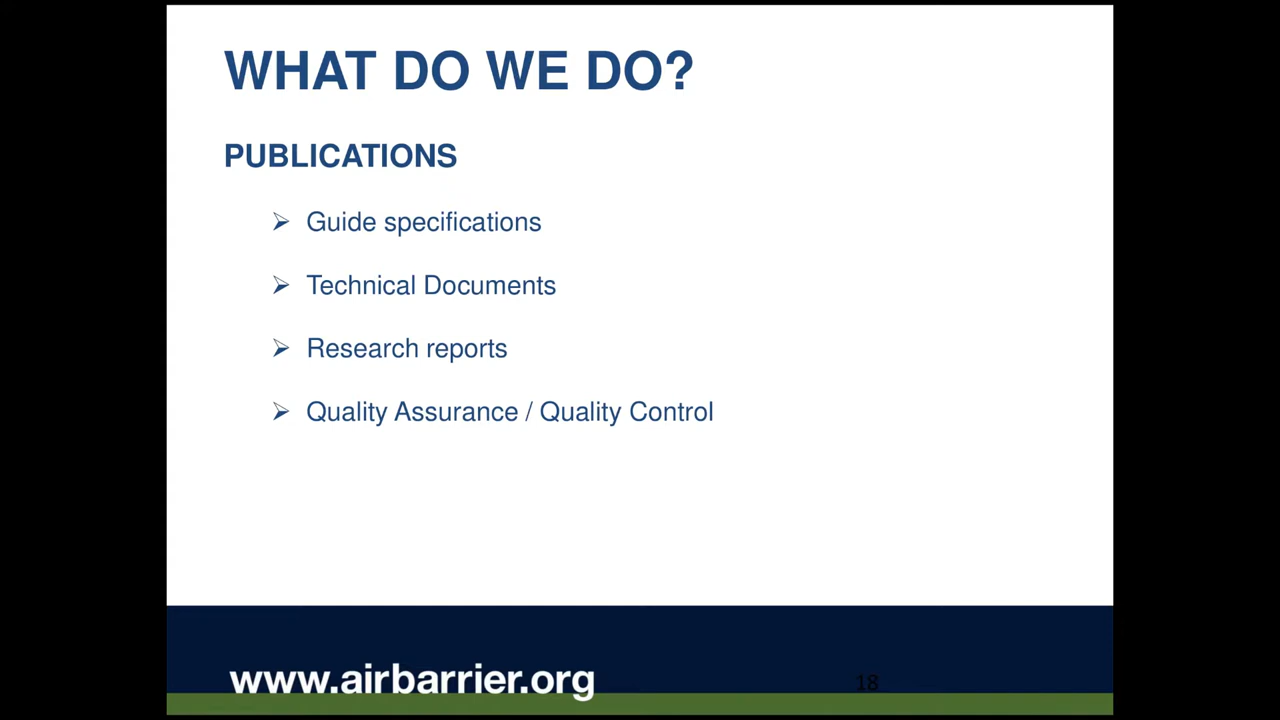 WHAT DO WE DO?
PUBLICATIONS
Guide specifications
Technical Documents
Research reports
Quality Assurance / Quality Control
www.airbarrier.org
18